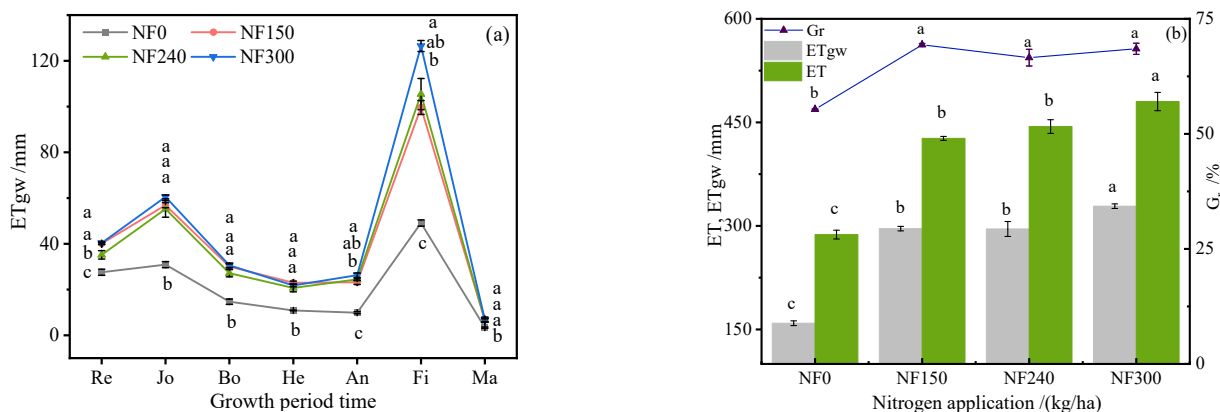 NF0 NF150
NF240 NF300
(a)
ETgw /mm
120
80
40
0
a
ab
b
a
a
a
a
a
b
c
a
a
a
a
a
a
a
ab
b
b
b
b
c
c
a
a
a
b
Re Jo Bo He An Fi Ma
Growth period time
(b)
Gr
ETgw
ET
ET, ETgw /mm
600
450
300
150
75
50
25
0
Gr /%
b
a
a
a
c
c
b
b
b
b
a
a
NF0 NF150 NF240 NF300
Nitrogen application /(kg/ha)